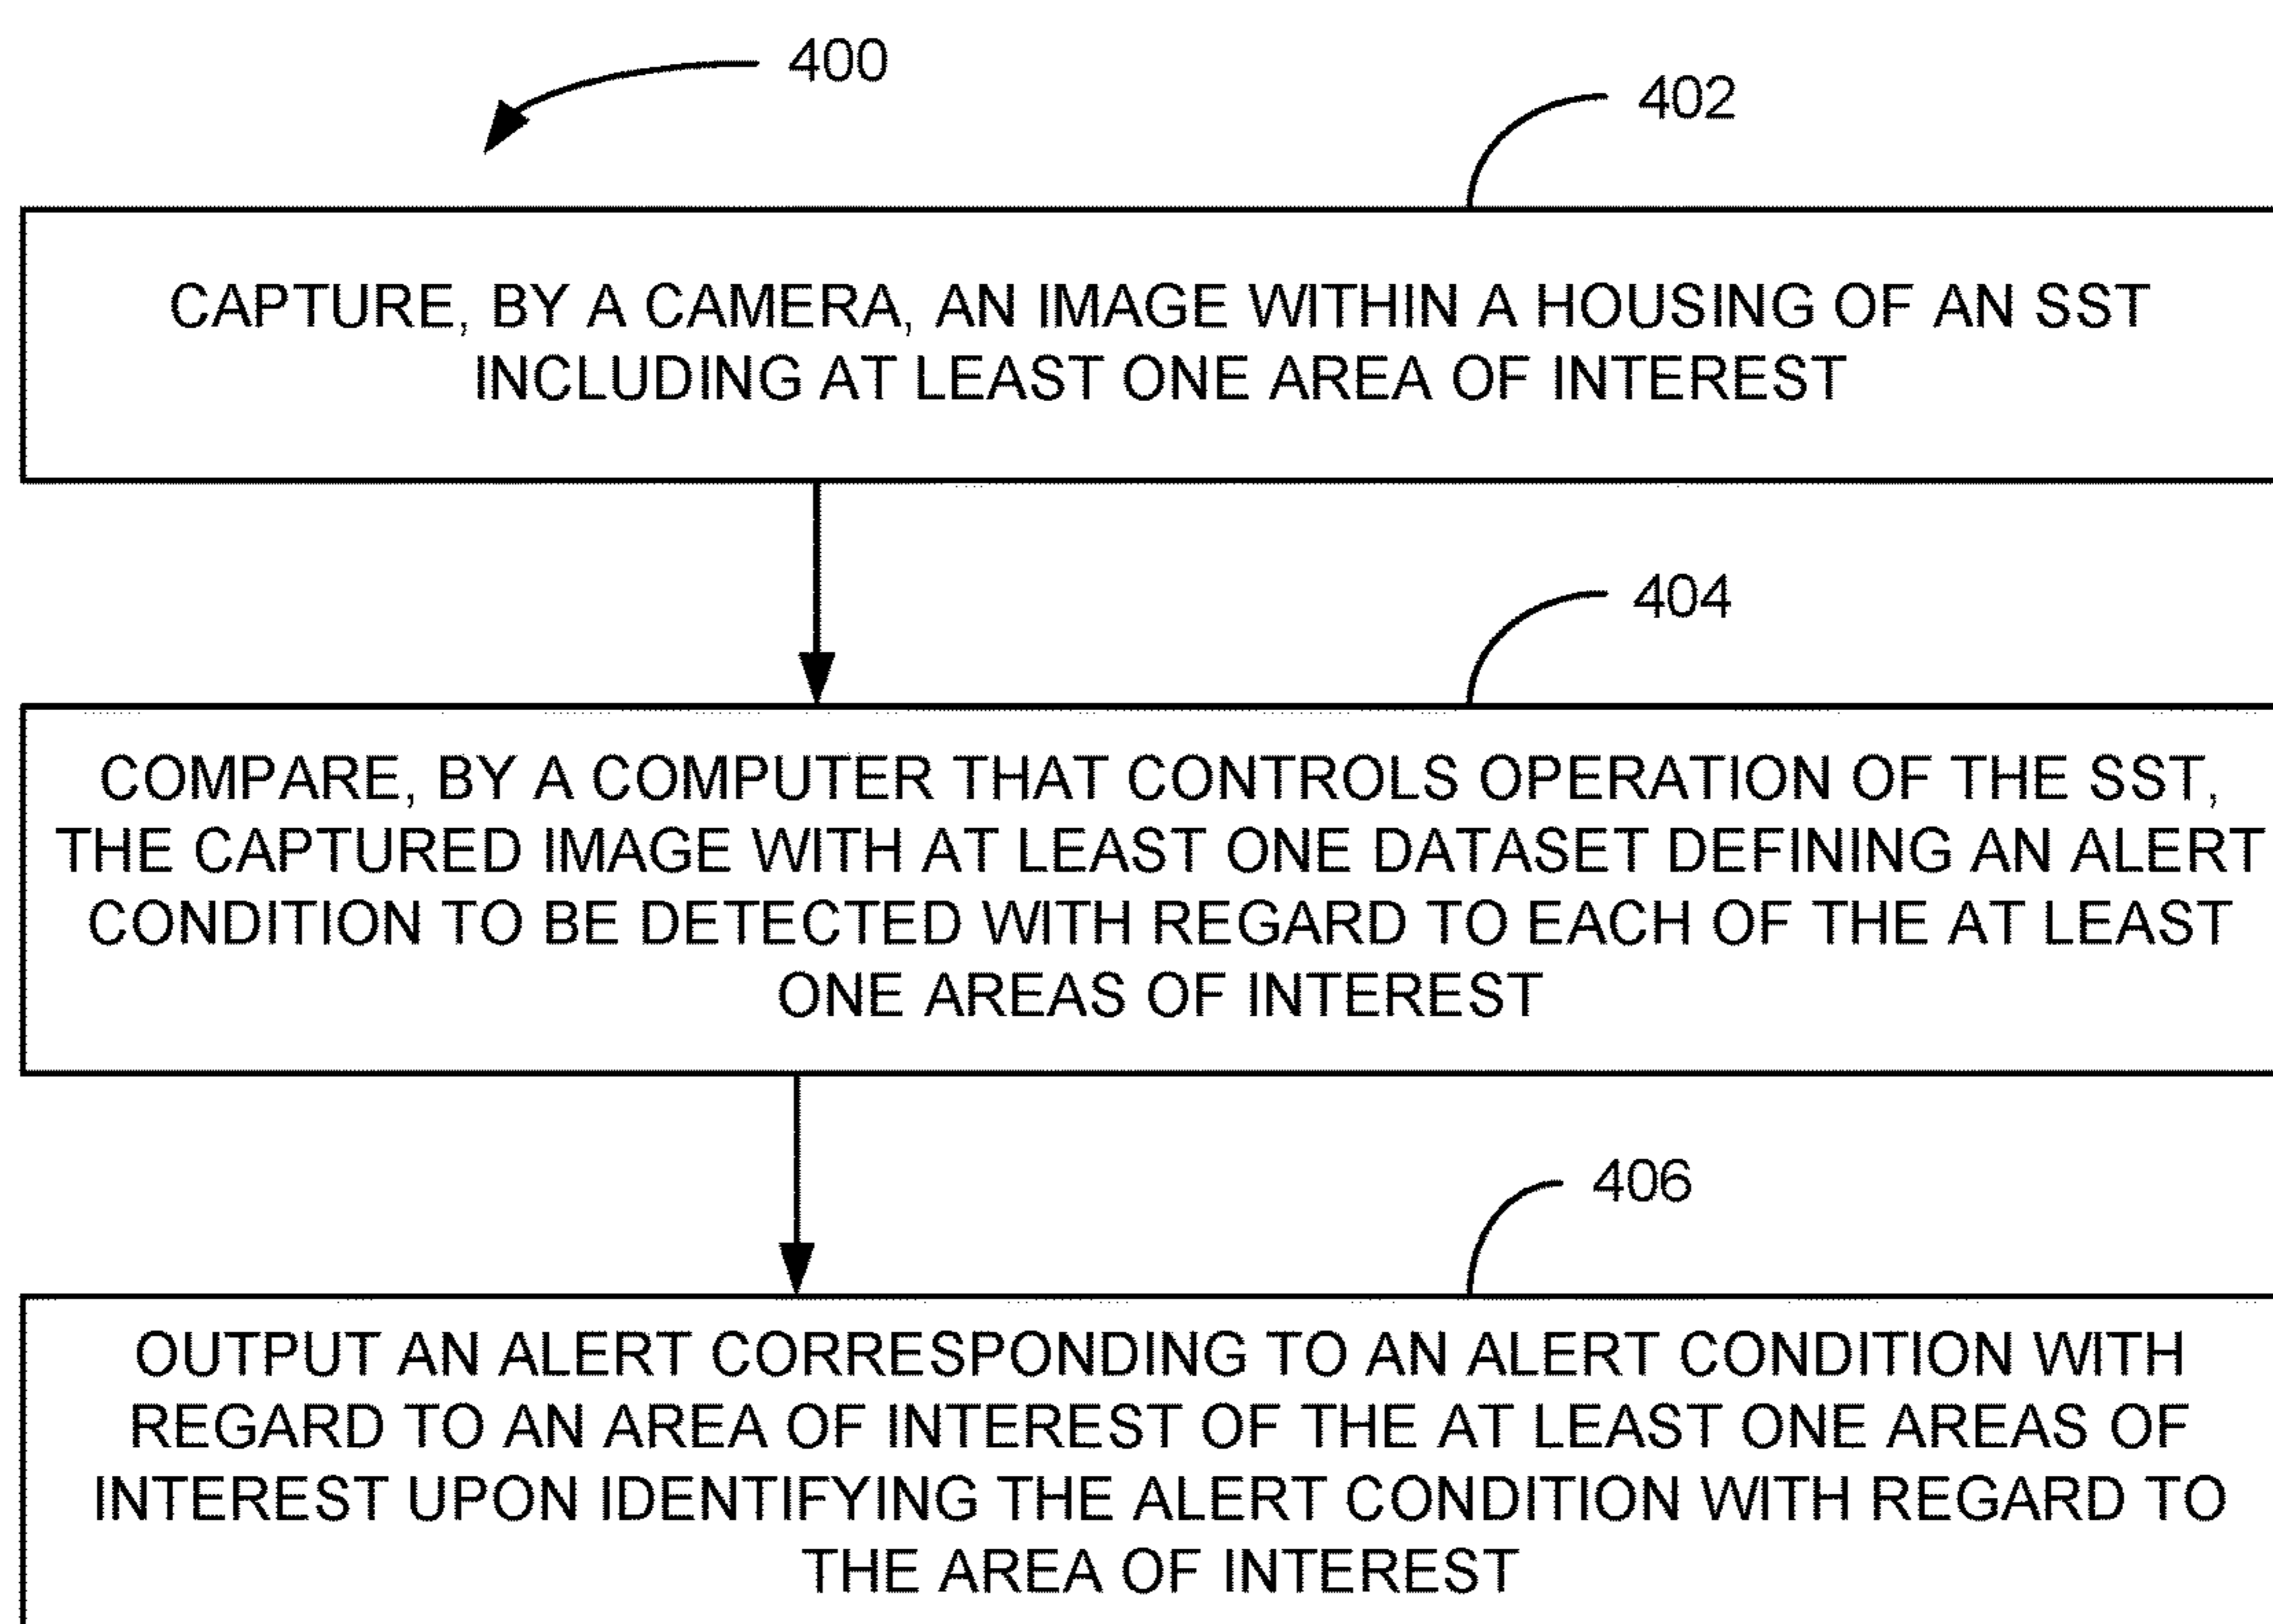 400
402
CAPTURE, BY A CAMERA, AN IMAGE WITHIN A HOUSING OF AN SST
INCLUDING AT LEAST ONE AREA OF INTEREST
404
COMPARE, BY A COMPUTER THAT CONTROLS OPERATION OF THE SST,
THE CAPTURED IMAGE WITH AT LEAST ONE DATASET DEFINING AN ALERT
CONDITION TO BE DETECTED WITH REGARD TO EACH OF THE AT LEAST
ONE AREAS OF INTEREST
406
OUTPUT AN ALERT CORRESPONDING TO AN ALERT CONDITION WITH
REGARD TO AN AREA OF INTEREST OF THE AT LEAST ONE AREAS OF
INTEREST UPON IDENTIFYING THE ALERT CONDITION WITH REGARD TO
THE AREA OF INTEREST